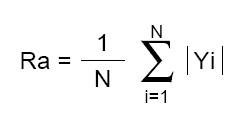 Ra = 1/N N∑i=1 |Yi|